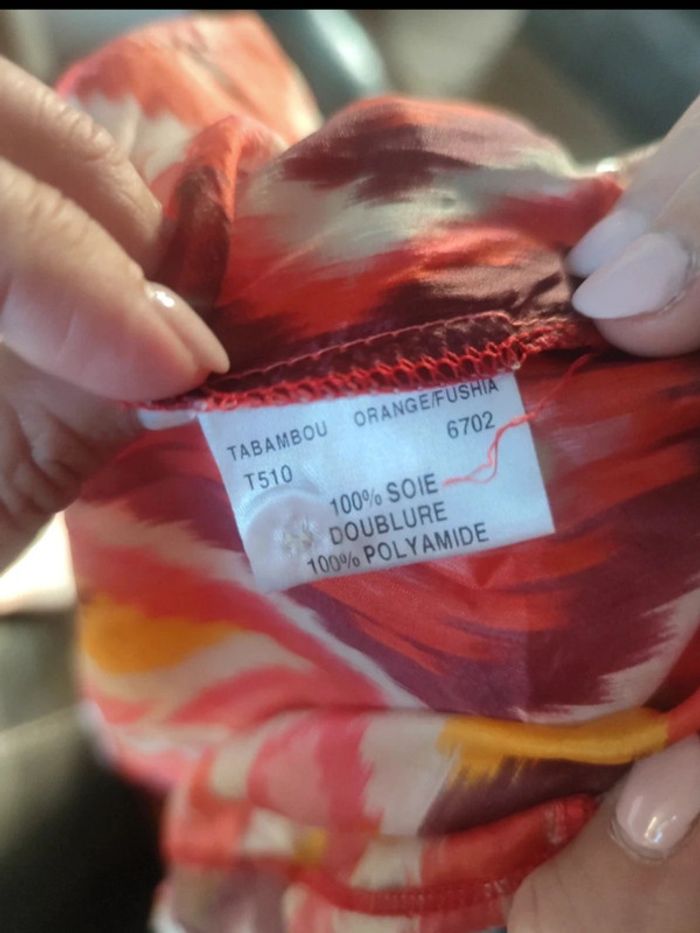 TABAMBOU ORANGE/FUSHIA
T510 6702
100% SOIE
DOUBLURE
100% POLYAMIDE